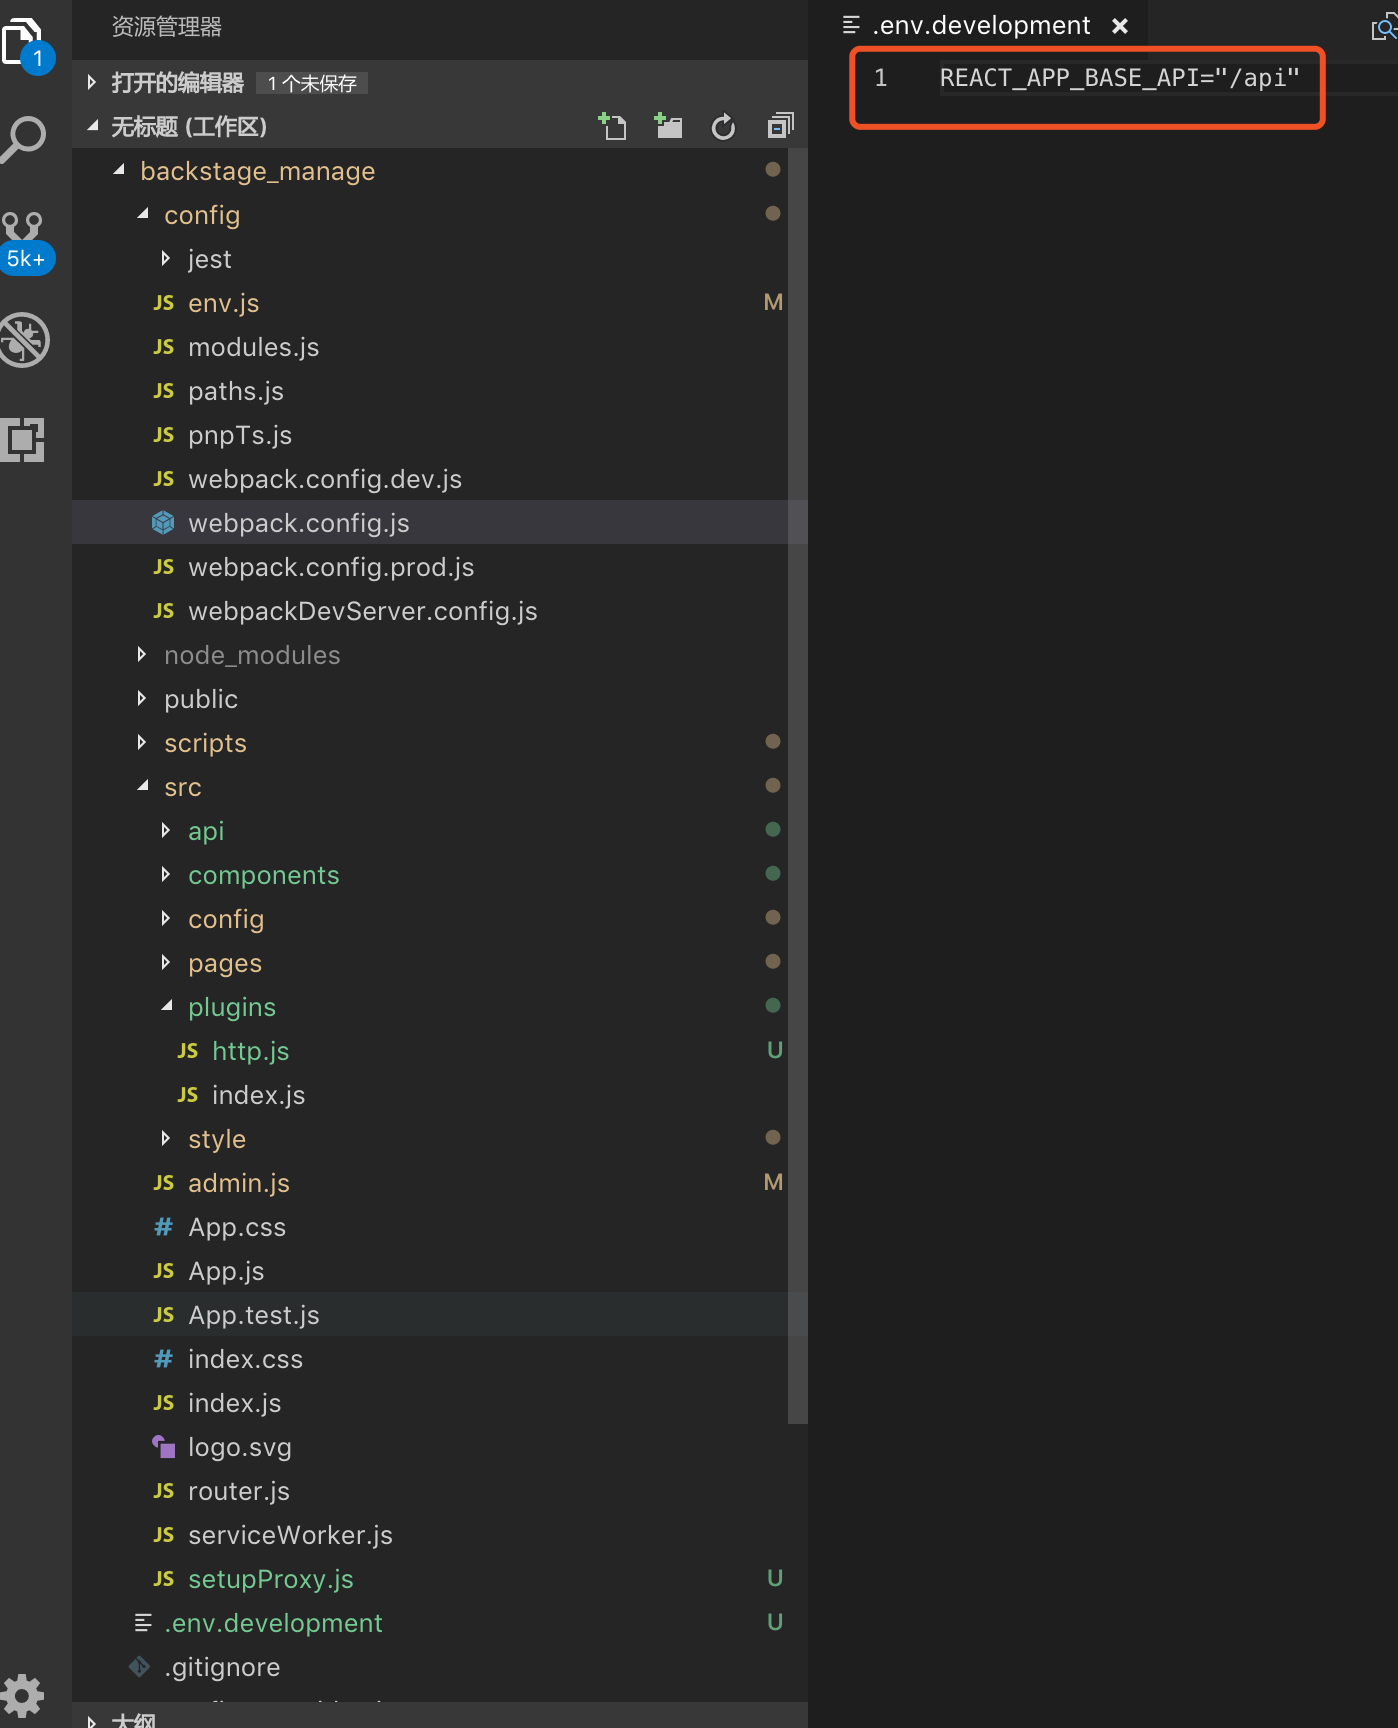 资源管理器
1
打开的编辑器 1 个未保存
无标题 (工作区)
backstage_manage
config
jest
JS env.js M
JS modules.js
JS paths.js
JS pnpTs.js
JS webpack.config.dev.js
webpack.config.js
JS webpack.config.prod.js
JS webpackDevServer.config.js
node_modules
public
scripts
src
api
components
config
pages
plugins
JS http.js U
JS index.js
style
JS admin.js M
# App.css
JS App.js
JS App.test.js
# index.css
JS index.js
logo.svg
JS router.js
JS serviceWorker.js
JS setupProxy.js U
.env.development U
.gitignore
大纲
5k+
.env.development ×
1 REACT_APP_BASE_API="/api"